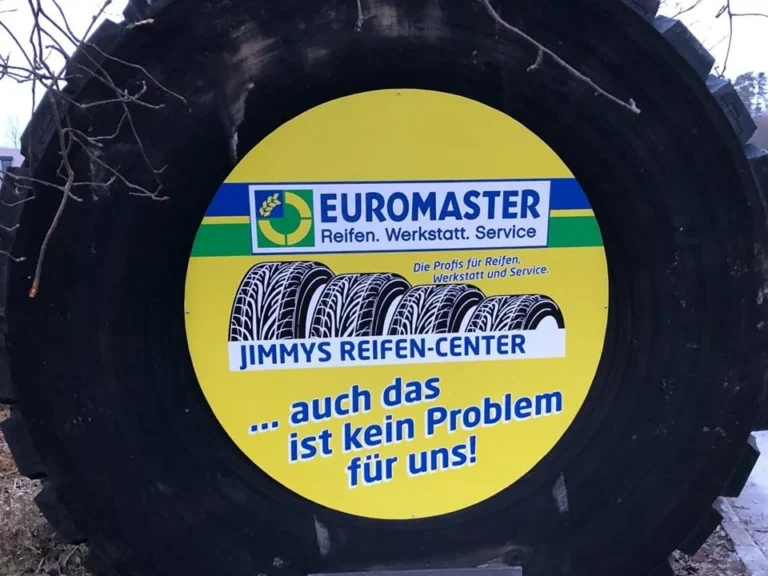 EUROMASTER
Reifen. Werkstatt. Service
Die Profis für Reifen,
Werkstatt und Service.
JIMMYS REIFEN-CENTER
... auch das
ist kein Problem
für uns!